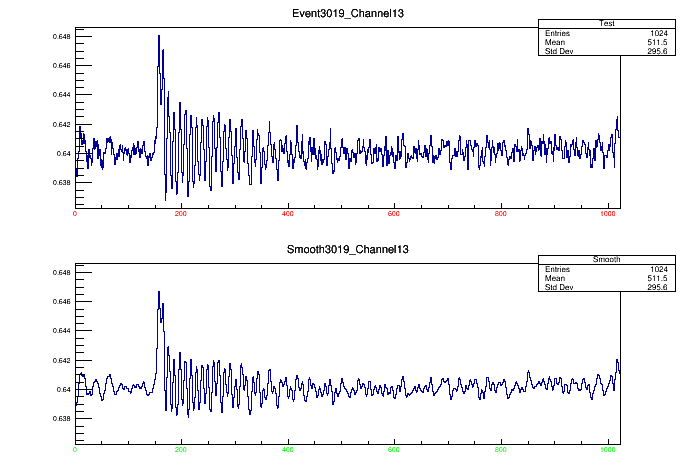 Event3019_Channel13
Test
Entries 1024
Mean 511.5
Std Dev 295.6
0.648
0.646
0.644
0.642
0.64
0.638
0 200 400 600 800 1000
Smooth3019_Channel13
Smooth
Entries 1024
Mean 511.5
Std Dev 295.6
0.648
0.646
0.644
0.642
0.64
0.638
0 200 400 600 800 1000